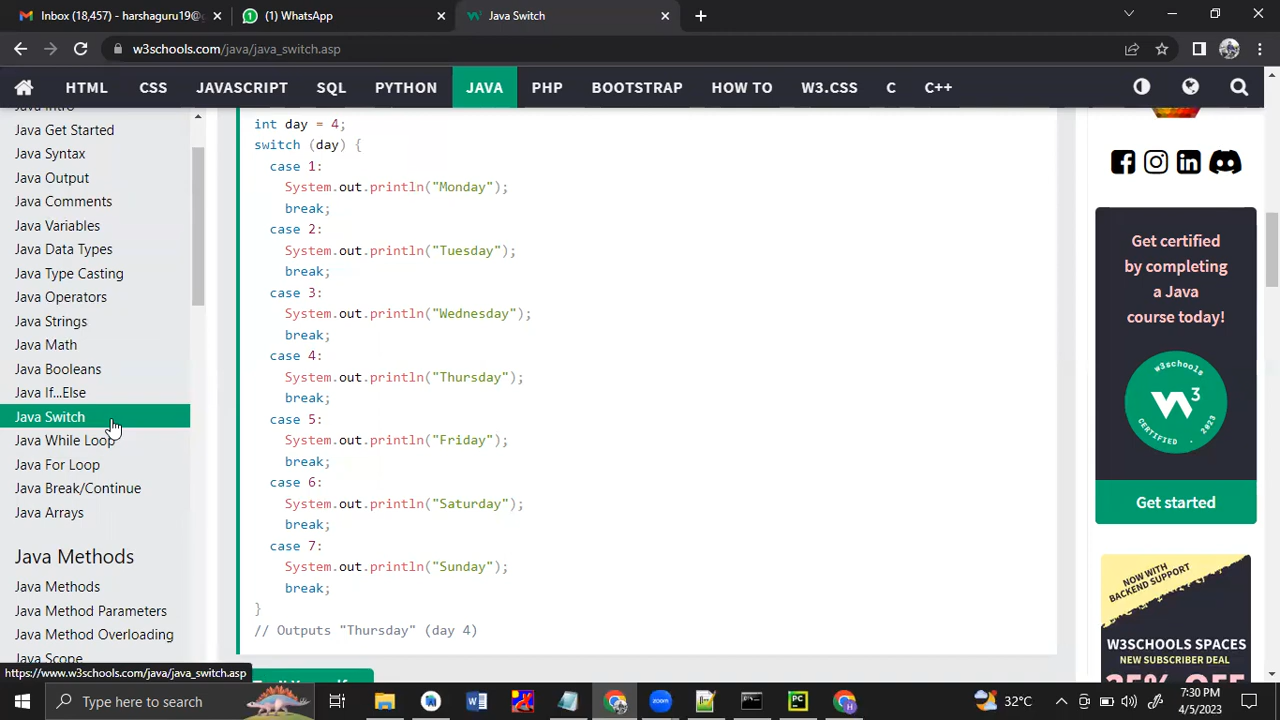 Inbox (18,457) - harshaguru19@
(1) WhatsApp
Java Switch
w3schools.com/java/java_switch.asp
HTML CSS JAVASCRIPT SQL PYTHON JAVA PHP BOOTSTRAP HOW TO W3.CSS C C++
Java Intro
Java Get Started
Java Syntax
Java Output
Java Comments
Java Variables
Java Data Types
Java Type Casting
Java Operators
Java Strings
Java Math
Java Booleans
Java If...Else
Java Switch
Java While Loop
Java For Loop
Java Break/Continue
Java Arrays
Java Methods
Java Methods
Java Method Parameters
Java Method Overloading
Java Scope
https://www.w3schools.com/java/java_switch.asp
int day = 4;
switch (day) {
case 1:
System.out.println("Monday");
break;
case 2:
System.out.println("Tuesday");
break;
case 3:
System.out.println("Wednesday");
break;
case 4:
System.out.println("Thursday");
break;
case 5:
System.out.println("Friday");
break;
case 6:
System.out.println("Saturday");
break;
case 7:
System.out.println("Sunday");
break;
}
// Outputs "Thursday" (day 4)
Get certified
by completing
a Java
course today!
w3schools
W3
CERTIFIED . 2023
Get started
NOW WITH
BACKEND SUPPORT
W3SCHOOLS SPACES
NEW SUBSCRIBER DEAL
Type here to search
zoom
PC
32°C
7:30 PM
4/5/2023